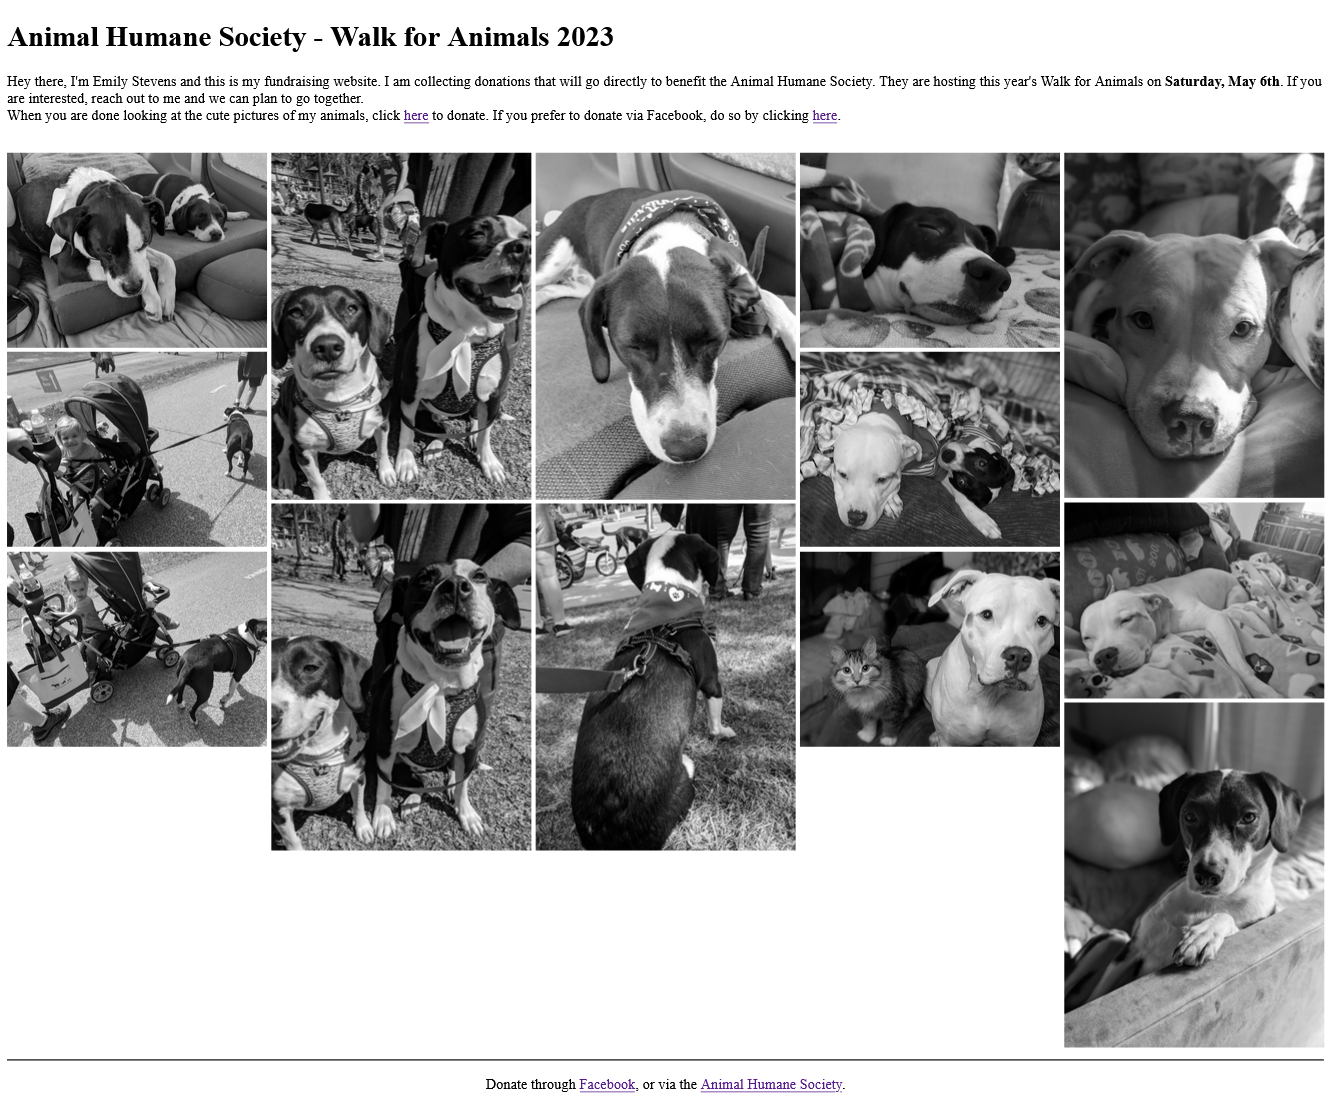 Animal Humane Society - Walk for Animals 2023
Hey there, I'm Emily Stevens and this is my fundraising website. I am collecting donations that will go directly to benefit the Animal Humane Society. They are hosting this year's Walk for Animals on Saturday, May 6th. If you
are interested, reach out to me and we can plan to go together.
When you are done looking at the cute pictures of my animals, click here to donate. If you prefer to donate via Facebook, do so by clicking here.
Donate through Facebook, or via the Animal Humane Society.